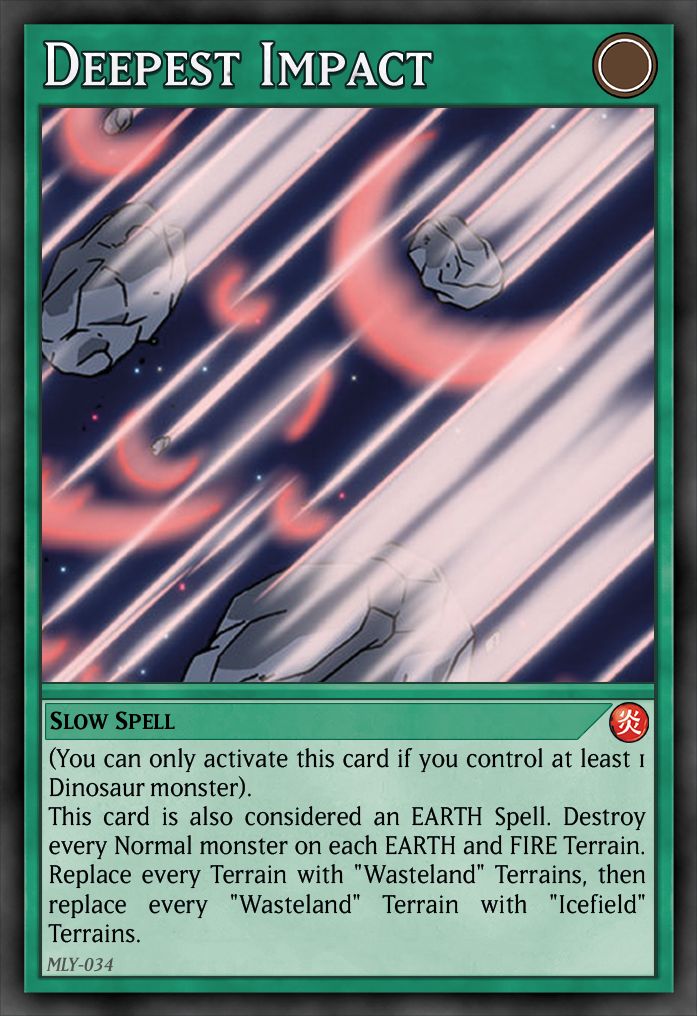 DEEPEST IMPACT
SLOW SPELL
炎
(You can only activate this card if you control at least 1
Dinosaur monster).
This card is also considered an EARTH Spell. Destroy
every Normal monster on each EARTH and FIRE Terrain.
Replace every Terrain with "Wasteland" Terrains, then
replace every "Wasteland" Terrain with "Icefield"
Terrains.
MLY-034